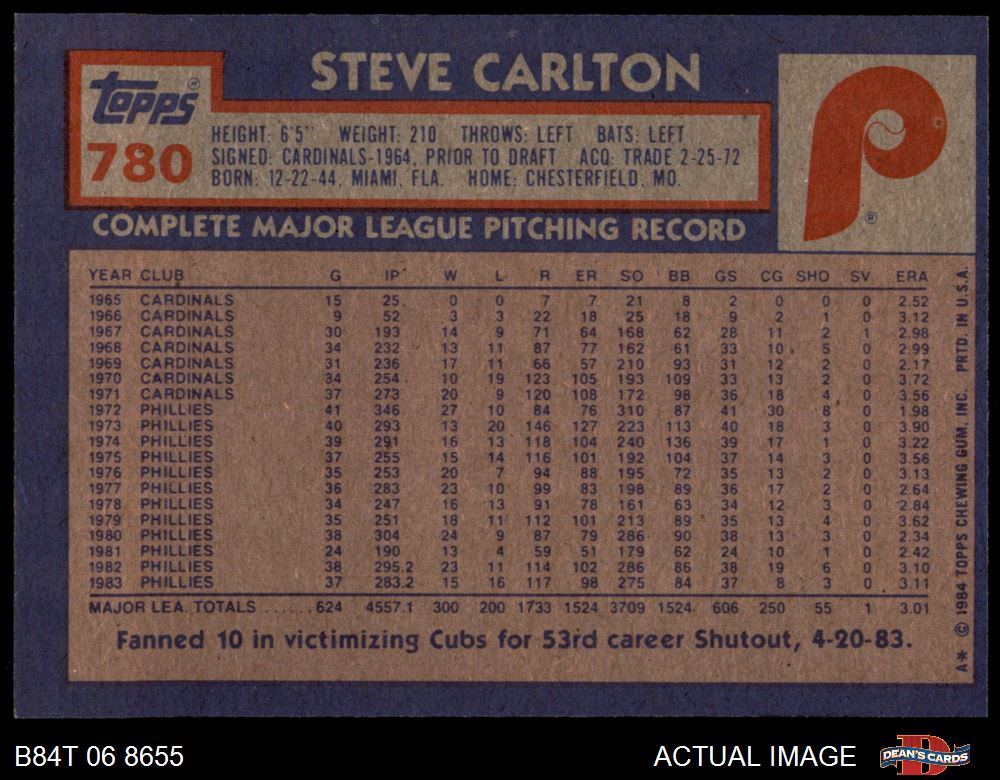 STEVE CARLTON
Topps®
780
HEIGHT: 6'5" WEIGHT: 210 THROWS: LEFT BATS: LEFT
SIGNED: CARDINALS-1964, PRIOR TO DRAFT ACQ: TRADE 2-25-72
BORN: 12-22-44, MIAMI, FLA. HOME: CHESTERFIELD, MO.
P
®
COMPLETE MAJOR LEAGUE PITCHING RECORD
YEAR CLUB G IP W L R ER SO BB GS CG SHO SV ERA
1965 CARDINALS 15 25 0 0 7 7 21 8 2 0 0 0 2.52
1966 CARDINALS 9 52 3 3 22 18 25 18 9 2 1 0 3.12
1967 CARDINALS 30 193 14 9 71 64 168 62 28 11 2 1 2.98
1968 CARDINALS 34 232 13 11 87 77 162 61 33 10 5 0 2.99
1969 CARDINALS 31 236 17 11 66 57 210 93 31 12 2 0 2.17
1970 CARDINALS 34 254 10 19 123 105 193 109 33 13 2 0 3.72
1971 CARDINALS 37 273 20 9 120 108 172 98 36 18 4 0 3.56
1972 PHILLIES 41 346 27 10 84 76 310 87 41 30 8 0 1.98
1973 PHILLIES 40 293 13 20 146 127 223 113 40 18 3 0 3.90
1974 PHILLIES 39 291 16 13 118 104 240 136 39 17 1 0 3.22
1975 PHILLIES 37 255 15 14 116 101 192 104 37 14 3 0 3.56
1976 PHILLIES 35 253 20 7 94 88 195 72 35 13 2 0 3.13
1977 PHILLIES 36 283 23 10 99 83 198 89 36 17 2 0 2.64
1978 PHILLIES 34 247 16 13 91 78 161 63 34 12 3 0 2.84
1979 PHILLIES 35 251 18 11 112 101 213 89 35 13 4 0 3.62
1980 PHILLIES 38 304 24 9 87 79 286 90 38 13 3 0 2.34
1981 PHILLIES 24 190 13 4 59 51 179 62 24 10 1 0 2.42
1982 PHILLIES 38 295.2 23 11 114 102 286 86 38 19 6 0 3.10
1983 PHILLIES 37 283.2 15 16 117 98 275 84 37 8 3 0 3.11
MAJOR LEA. TOTALS ...... 624 4557.1 300 200 1733 1524 3709 1524 606 250 55 1 3.01
Fanned 10 in victimizing Cubs for 53rd career Shutout, 4-20-83.
A* © 1984 TOPPS CHEWING GUM, INC. PRTD. IN U.S.A.
B84T 06 8655
ACTUAL IMAGE
D
DEAN'S CARDS